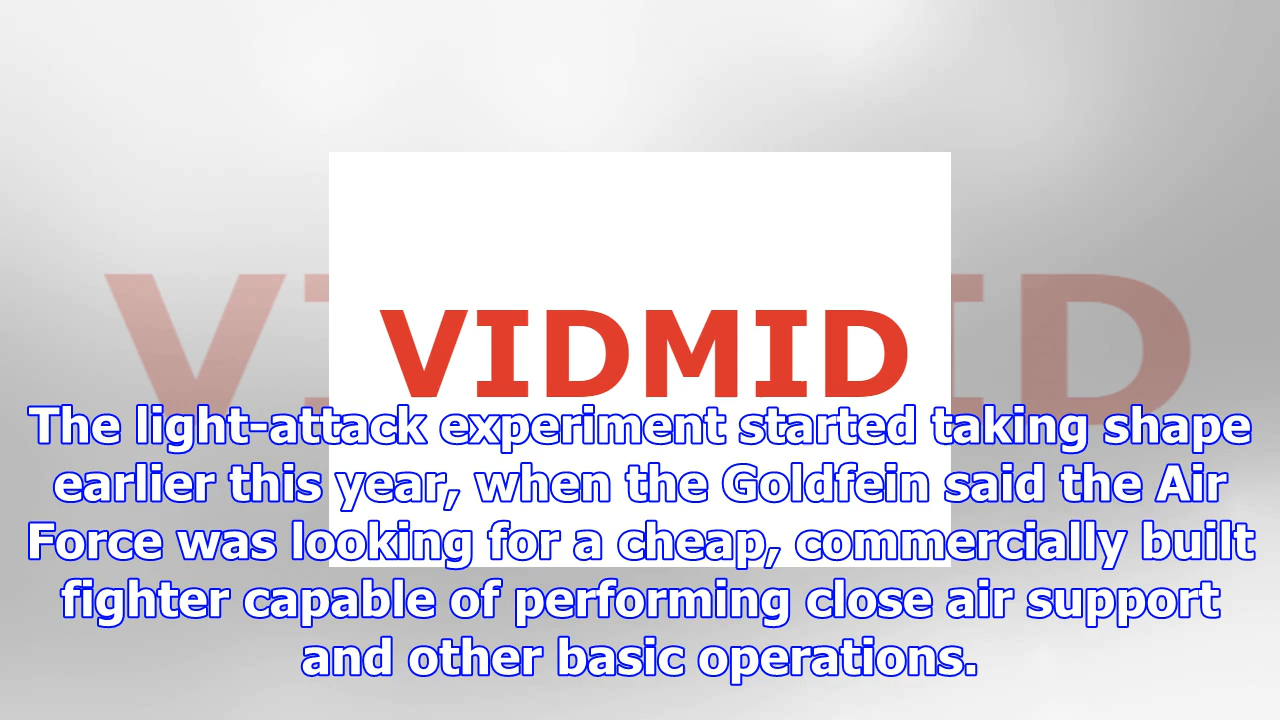 VIDMID
The light-attack experiment started taking shape
earlier this year, when the Goldfein said the Air
Force was looking for a cheap, commercially built
fighter capable of performing close air support
and other basic operations.